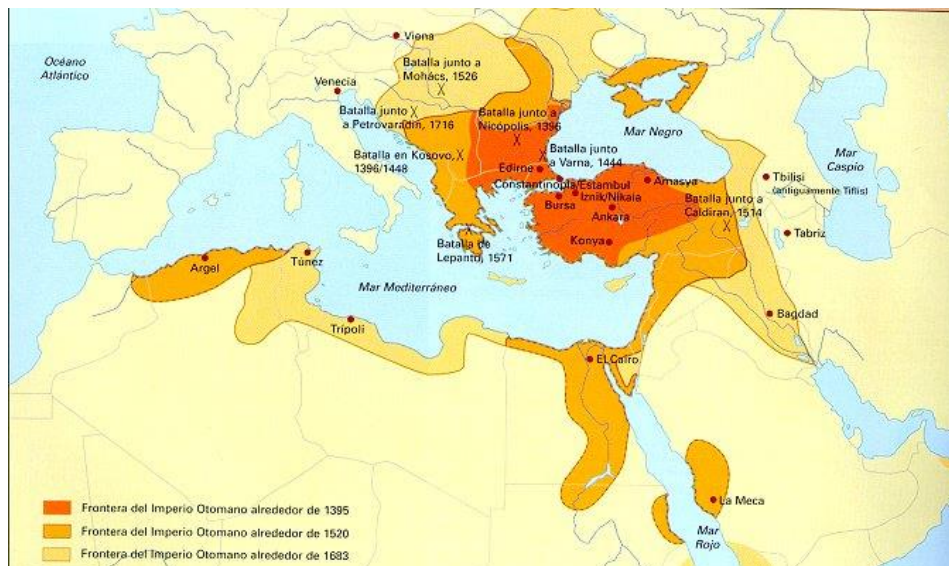 Océano
Atlántico
Viena
Batalla junto a
Mohács, 1526
Venecia
Batalla junto
a Petrovaradin, 1716
Batalla junto a
Nicópolis, 1396
Mar Negro
Batalla en Kosovo,
1396/1448
Batalla junto
a Varna, 1444
Edirne
Constantinopla/Estambul
Iznik/Nikaia
Bursa
Amasya
Ankara
Konya
Tbilisi
(antiguamente Tiflis)
Mar
Caspio
Batalla junto a
Caldiran, 1514
Tabriz
Batalla de
Lepanto, 1571
Argel
Túnez
Mar Mediterráneo
Trípoli
Bagdad
El Cairo
La Meca
Mar
Rojo
Frontera del Imperio Otomano alrededor de 1395
Frontera del Imperio Otomano alrededor de 1520
Frontera del Imperio Otomano alrededor de 1683